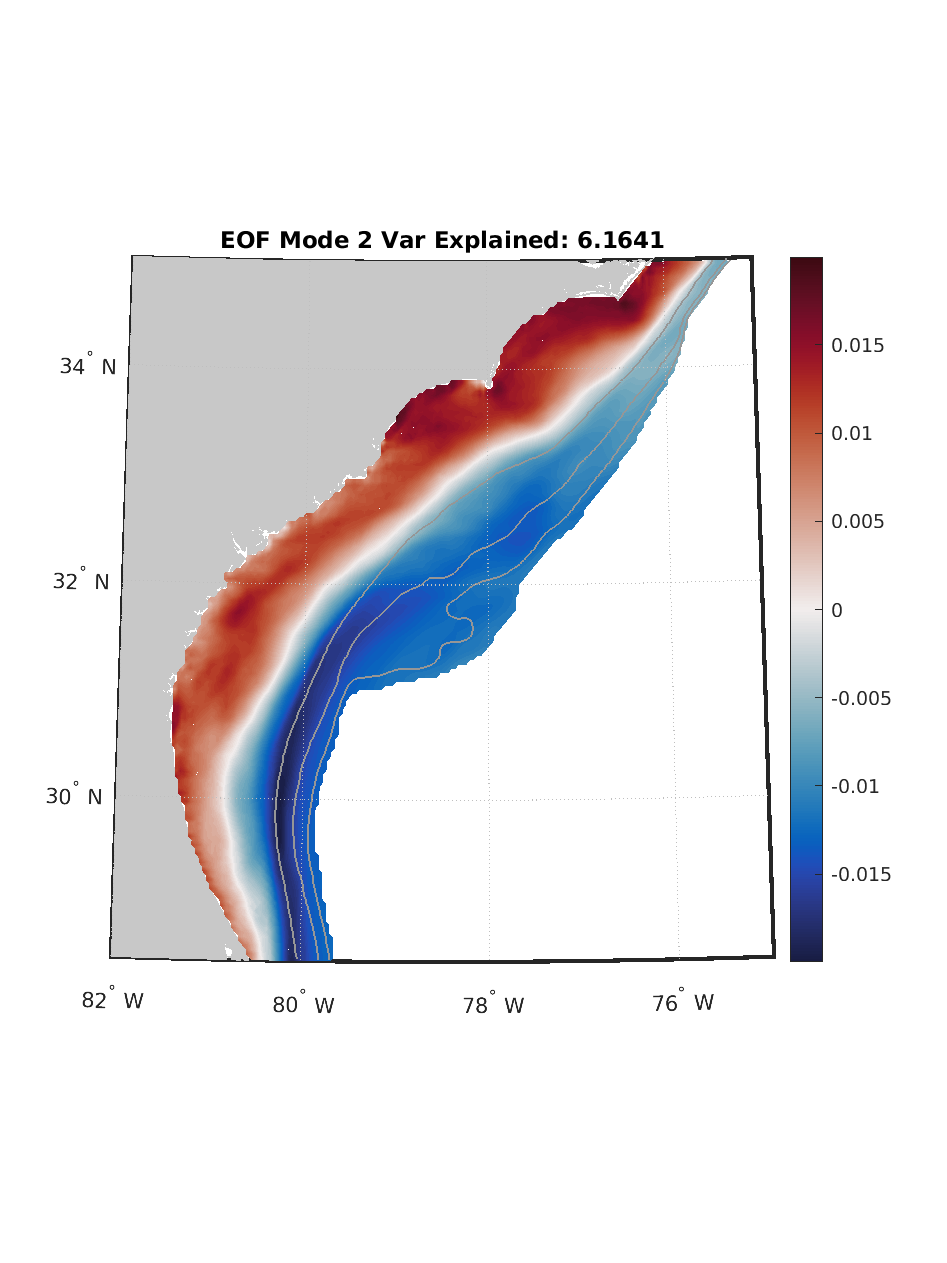 EOF Mode 2 Var Explained: 6.1641
34° N
32° N
30° N
82° W
80° W
78° W
76° W
0.015
0.01
0.005
0
-0.005
-0.01
-0.015